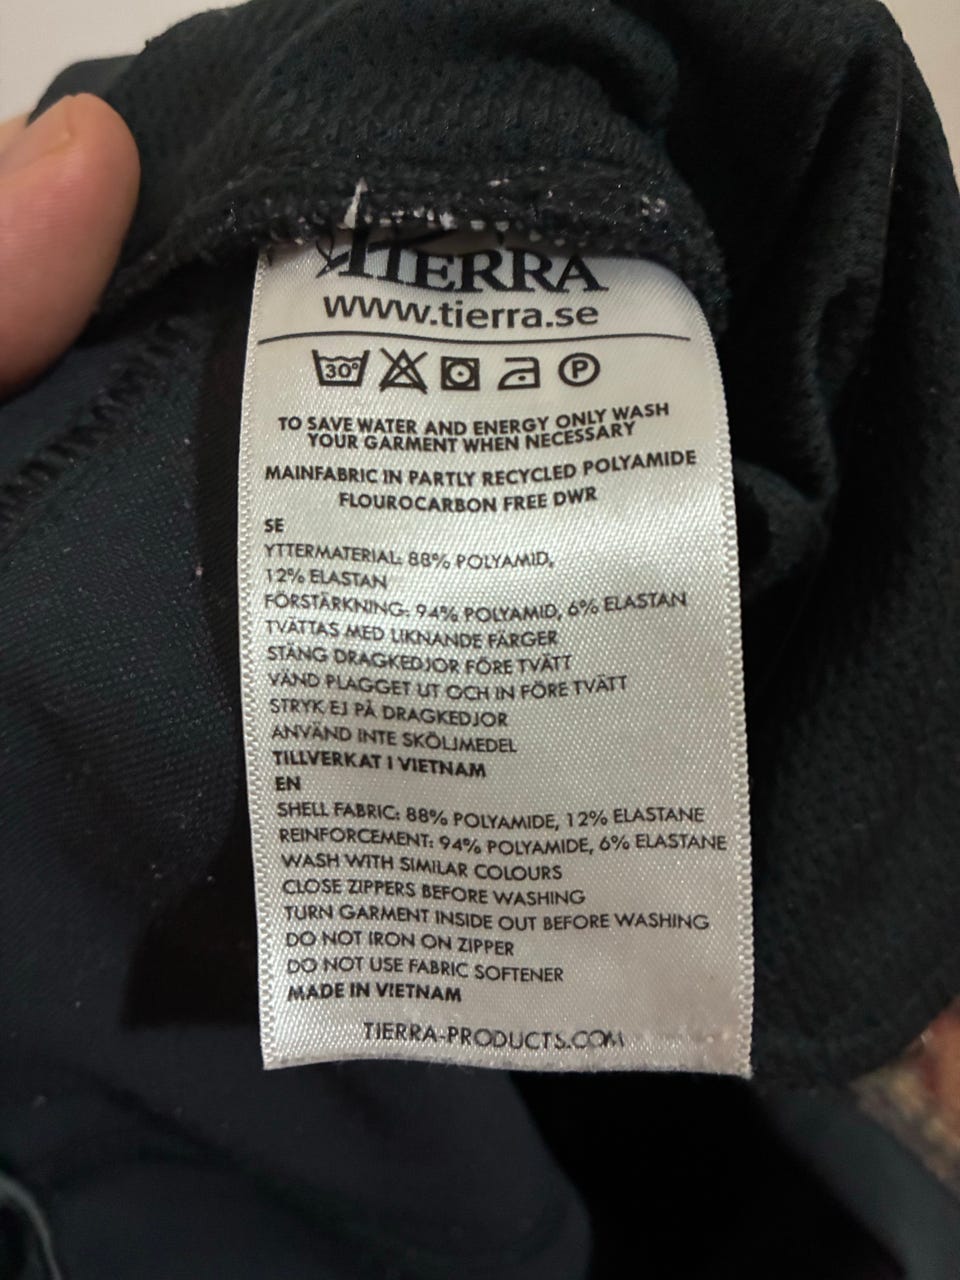 TIERRA
www.tierra.se
30°
P
TO SAVE WATER AND ENERGY ONLY WASH
YOUR GARMENT WHEN NECESSARY
MAINFABRIC IN PARTLY RECYCLED POLYAMIDE
FLOUROCARBON FREE DWR
SE
YTTERMATERIAL: 88% POLYAMID,
12% ELASTAN
FÖRSTÄRKNING: 94% POLYAMID, 6% ELASTAN
TVÄTTAS MED LIKNANDE FÄRGER
STÄNG DRAGKEDJOR FÖRE TVÄTT
VÄND PLAGGET UT OCH IN FÖRE TVÄTT
STRYK EJ PÅ DRAGKEDJOR
ANVÄND INTE SKÖLJMEDEL
TILLVERKAT I VIETNAM
EN
SHELL FABRIC: 88% POLYAMIDE, 12% ELASTANE
REINFORCEMENT: 94% POLYAMIDE, 6% ELASTANE
WASH WITH SIMILAR COLOURS
CLOSE ZIPPERS BEFORE WASHING
TURN GARMENT INSIDE OUT BEFORE WASHING
DO NOT IRON ON ZIPPER
DO NOT USE FABRIC SOFTENER
MADE IN VIETNAM
TIERRA-PRODUCTS.COM